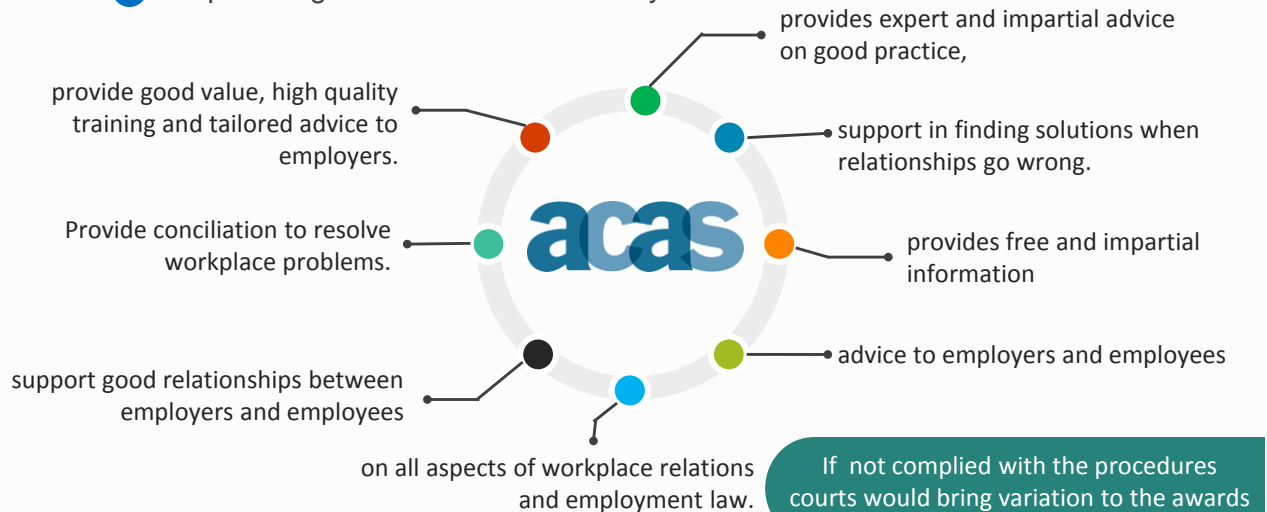 provides expert and impartial advice
on good practice,
support in finding solutions when
relationships go wrong.
provides free and impartial
information
advice to employers and employees
on all aspects of workplace relations
and employment law.
support good relationships between
employers and employees
Provide conciliation to resolve
workplace problems.
provide good value, high quality
training and tailored advice to
employers.
acas
If not complied with the procedures
courts would bring variation to the awards